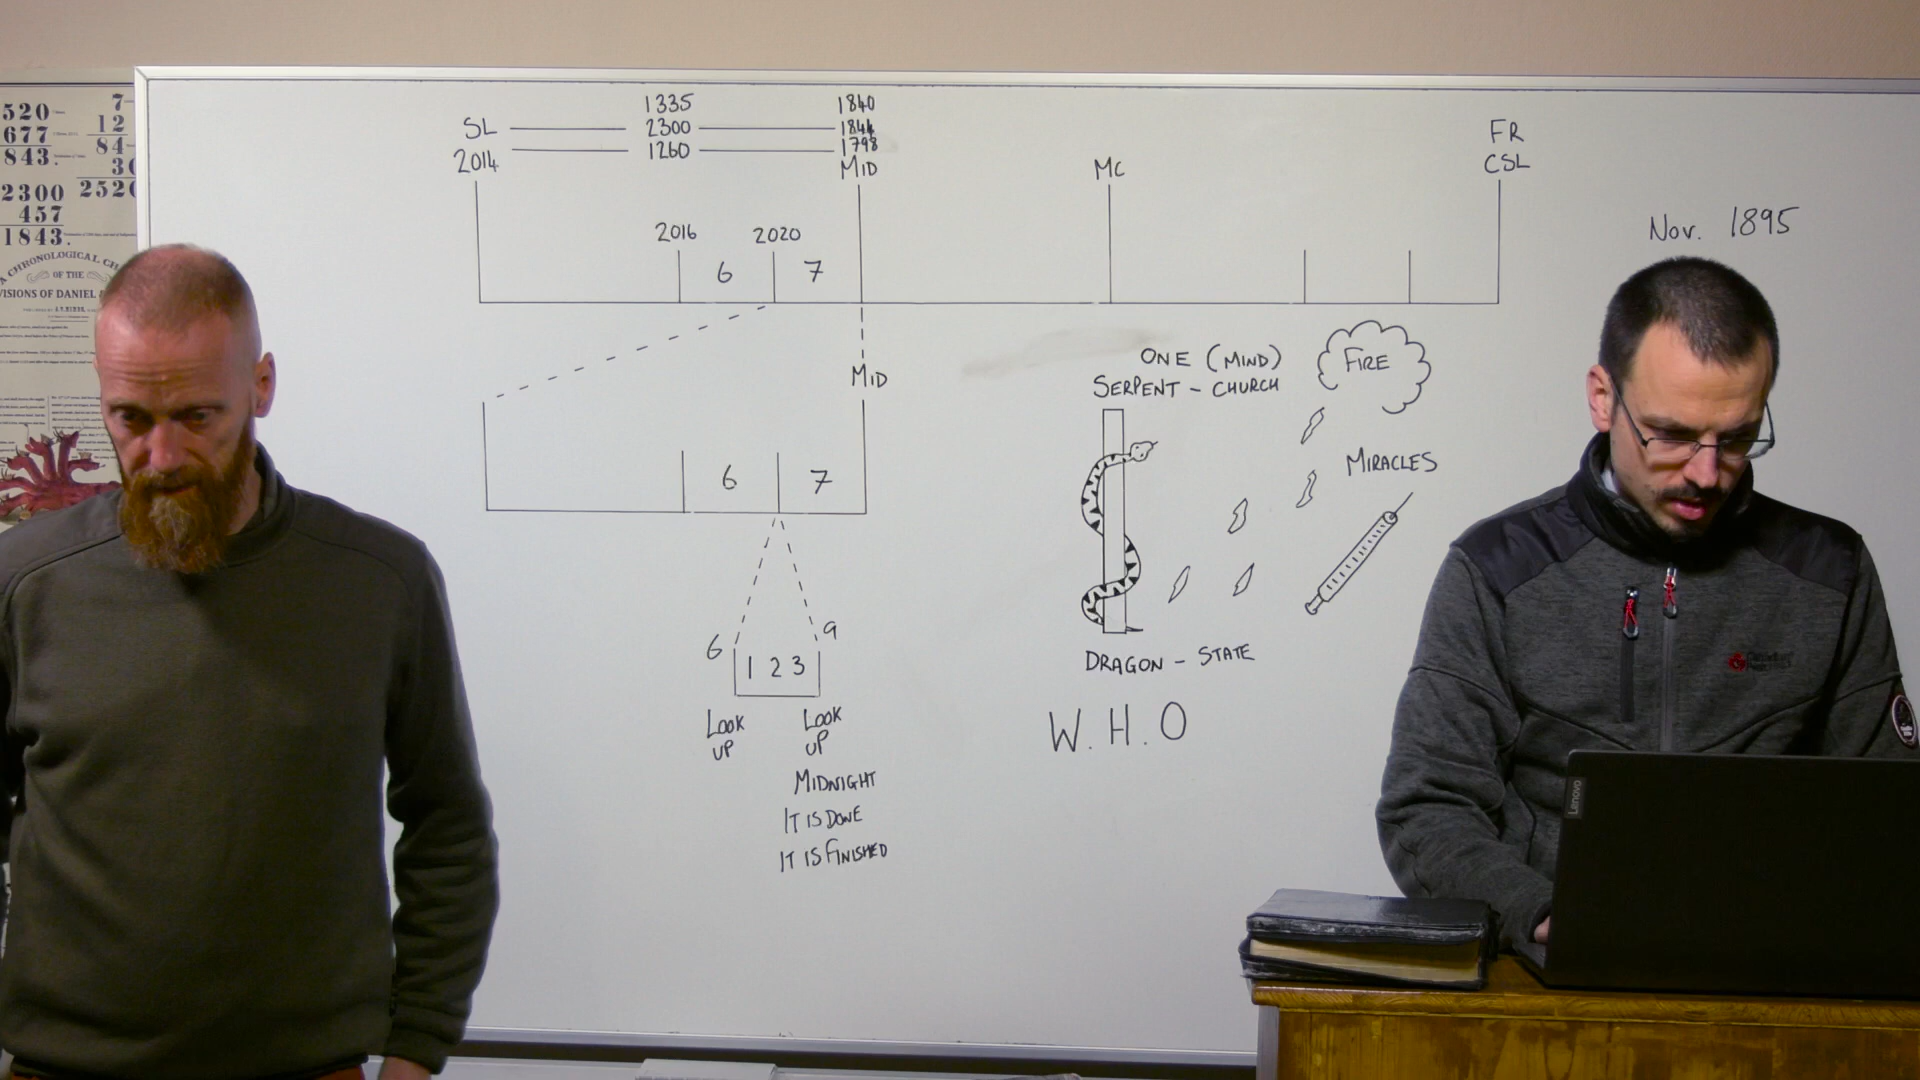 520
677
843.
2300
457
1843.
7
12
84
30
2520
A CHRONOLOGICAL CH
OF THE
VISIONS OF DANIEL &
1335
1840
SL
2300
1844
2014
1260
1798
MID
MC
FR
CSL
2016
2020
6
7
Nov. 1895
MID
6
7
6
9
1 2 3
LOOK
UP
LOOK
UP
MIDNIGHT
IT IS DONE
IT IS FINISHED
ONE (MIND)
SERPENT - CHURCH
FIRE
MIRACLES
DRAGON - STATE
W. H. O
Lenovo